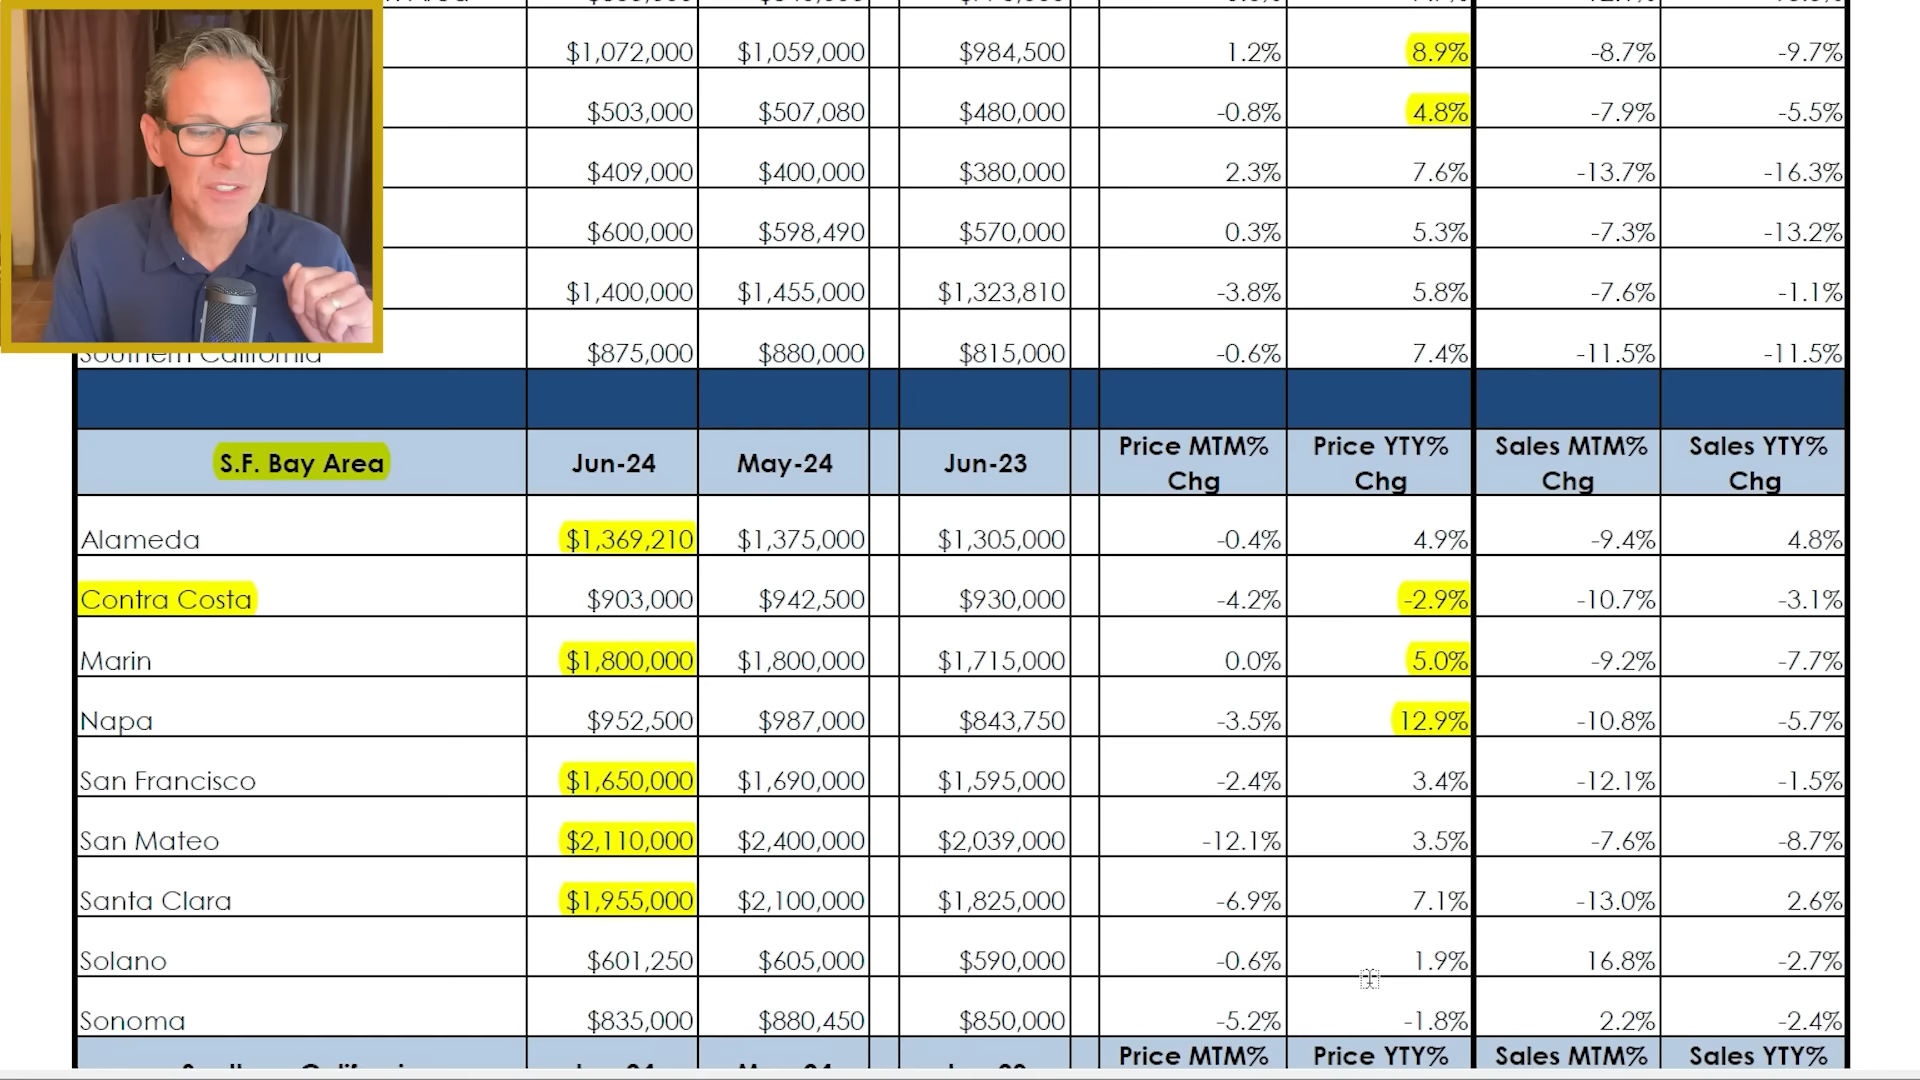 $1,072,000 $1,059,000 $984,500 1.2% 8.9% -8.7% -9.7%
$503,000 $507,080 $480,000 -0.8% 4.8% -7.9% -5.5%
$409,000 $400,000 $380,000 2.3% 7.6% -13.7% -16.3%
$600,000 $598,490 $570,000 0.3% 5.3% -7.3% -13.2%
$1,400,000 $1,455,000 $1,323,810 -3.8% 5.8% -7.6% -1.1%
Southern California $875,000 $880,000 $815,000 -0.6% 7.4% -11.5% -11.5%
S.F. Bay Area Jun-24 May-24 Jun-23 Price MTM% Chg Price YTY% Chg Sales MTM% Chg Sales YTY% Chg
Alameda $1,369,210 $1,375,000 $1,305,000 -0.4% 4.9% -9.4% 4.8%
Contra Costa $903,000 $942,500 $930,000 -4.2% -2.9% -10.7% -3.1%
Marin $1,800,000 $1,800,000 $1,715,000 0.0% 5.0% -9.2% -7.7%
Napa $952,500 $987,000 $843,750 -3.5% 12.9% -10.8% -5.7%
San Francisco $1,650,000 $1,690,000 $1,595,000 -2.4% 3.4% -12.1% -1.5%
San Mateo $2,110,000 $2,400,000 $2,039,000 -12.1% 3.5% -7.6% -8.7%
Santa Clara $1,955,000 $2,100,000 $1,825,000 -6.9% 7.1% -13.0% 2.6%
Solano $601,250 $605,000 $590,000 -0.6% 1.9% 16.8% -2.7%
Sonoma $835,000 $880,450 $850,000 -5.2% -1.8% 2.2% -2.4%
Price MTM% Price YTY% Sales MTM% Sales YTY%